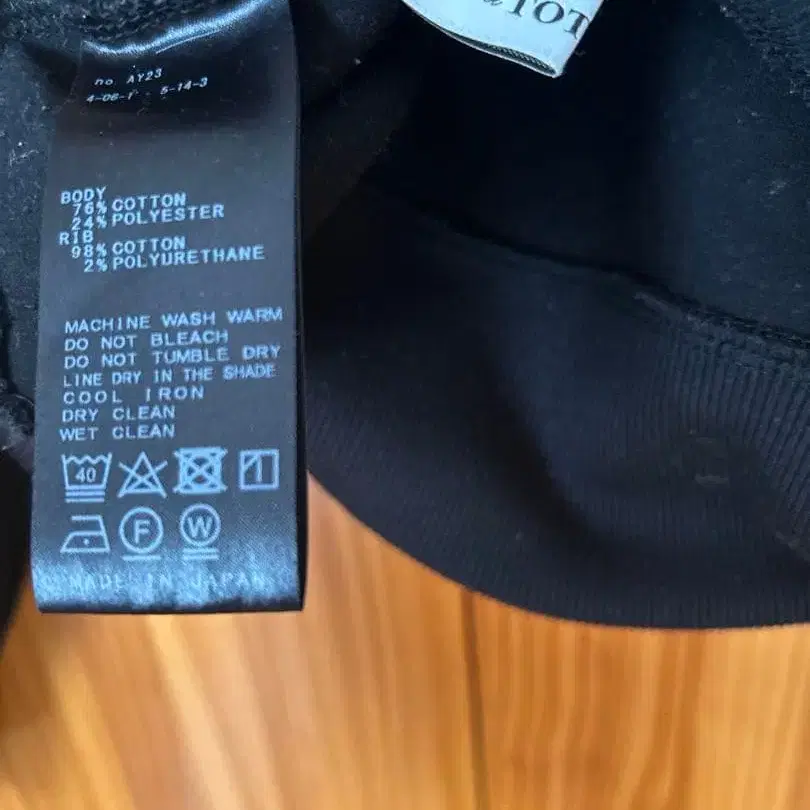 no AY23
4-06-1 5-14-3
BODY
76% COTTON
24% POLYESTER
RIB
98% COTTON
2% POLYURETHANE
MACHINE WASH WARM
DO NOT BLEACH
DO NOT TUMBLE DRY
LINE DRY IN THE SHADE
COOL IRON
DRY CLEAN
WET CLEAN
40
F W
MADE IN JAPAN